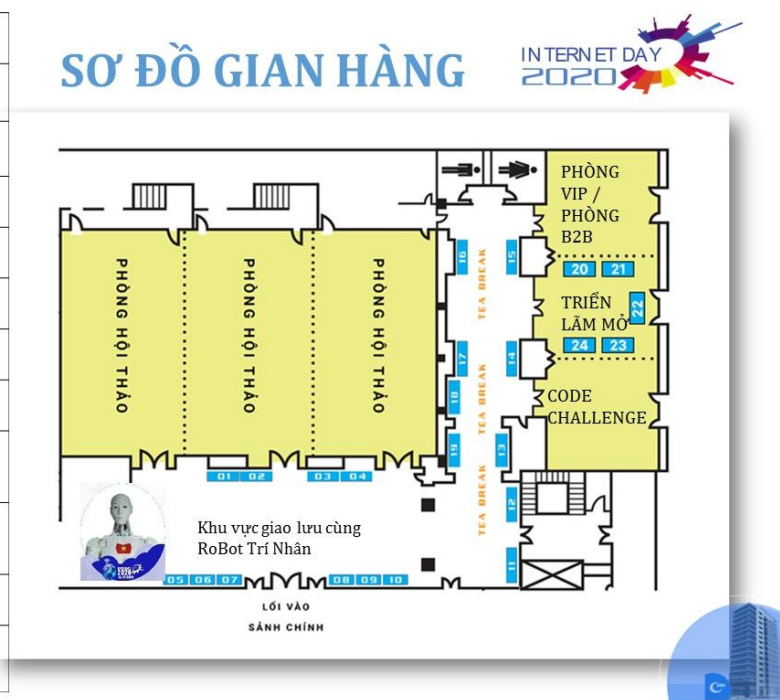 SƠ ĐỒ GIAN HÀNG
INTERNET DAY
2020
PHÒNG
VIP /
PHÒNG
B2B
16
15
TEA BREAK
20
21
PHÒNG HỘI THẢO
PHÒNG HỘI THẢO
PHÒNG HỘI THẢO
TRIỂN
LÃM MỞ
22
24
23
17
14
TEA BREAK
18
CODE
CHALLENGE
19
13
01 02
03 04
TEA BREAK
12
Khu vực giao lưu cùng
RoBot Trí Nhân
11
05 06 07
08 09 10
LỐI VÀO
SẢNH CHÍNH